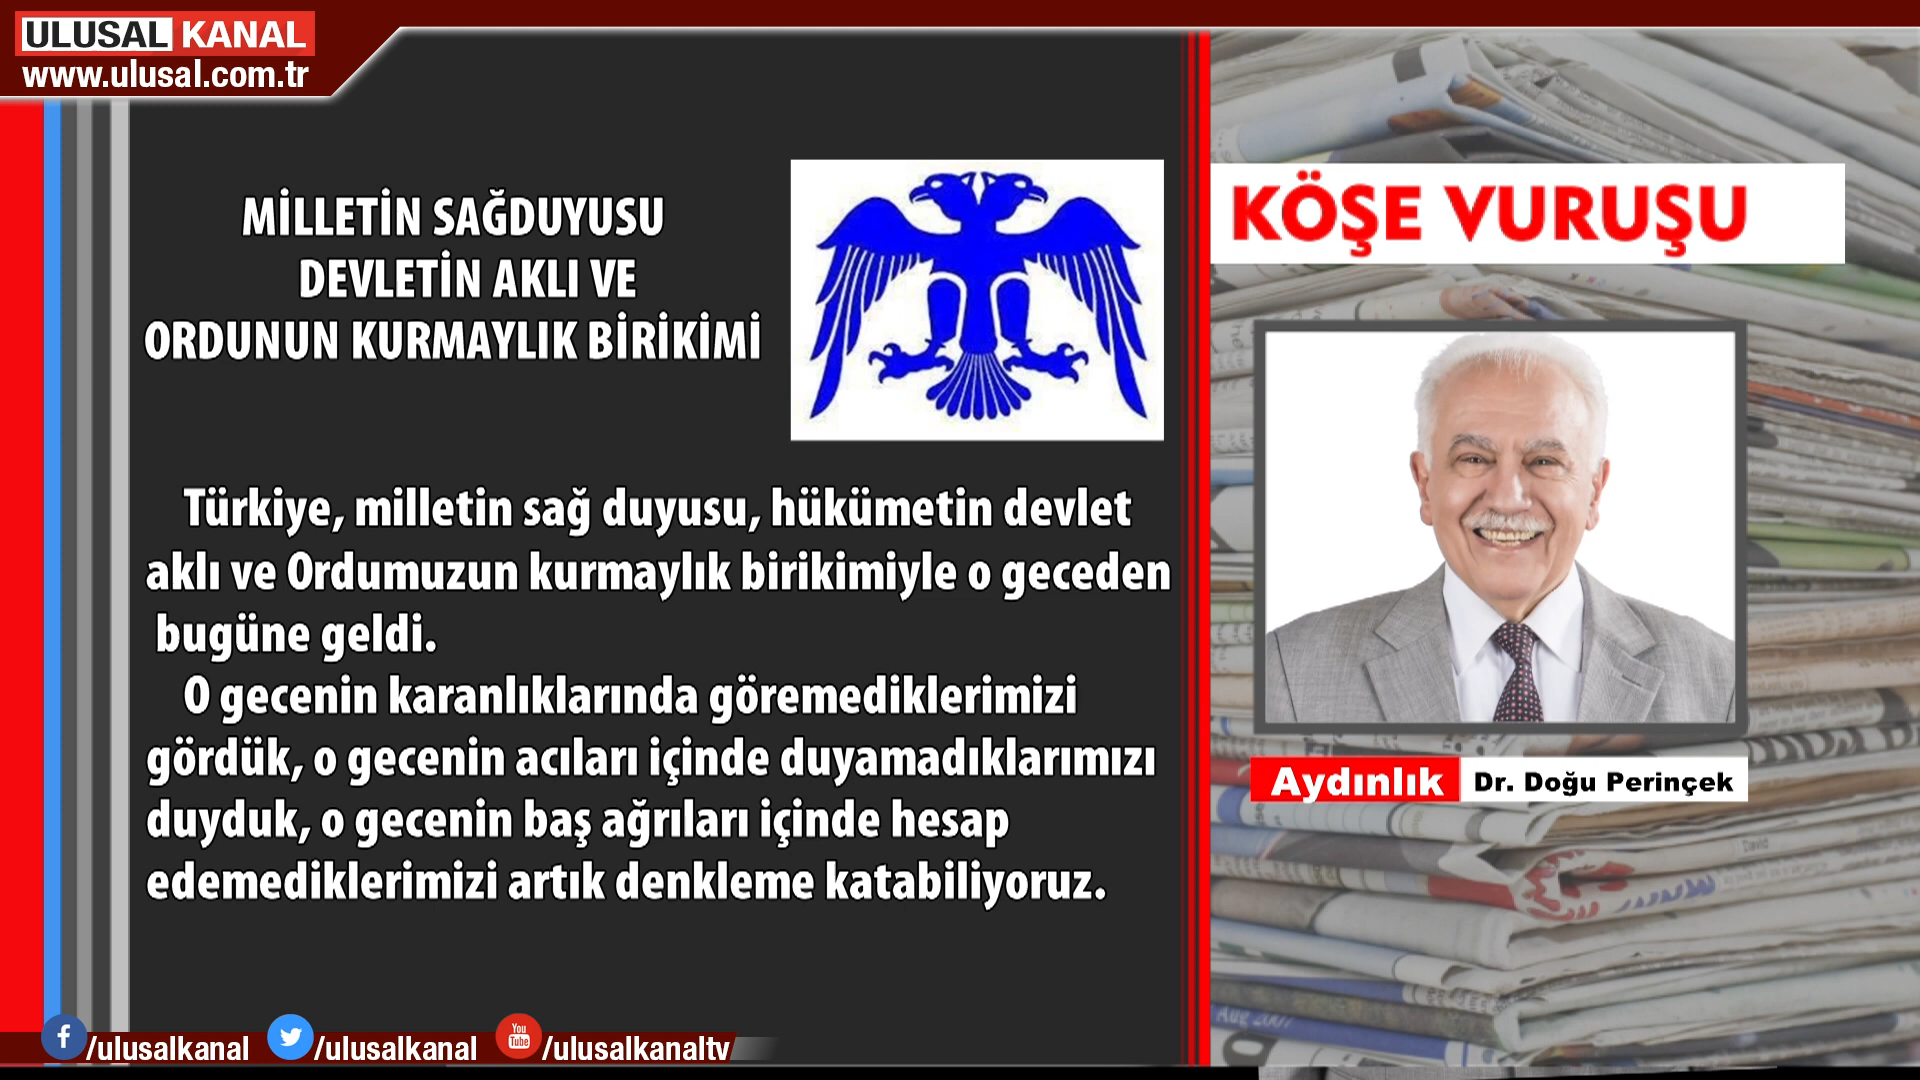 ULUSAL KANAL
www.ulusal.com.tr
MİLLETİN SAĞDUYUSU
DEVLETİN AKLI VE
ORDUNUN KURMAYLIK BİRİKİMİ
Türkiye, milletin sağ duyusu, hükümetin devlet
aklı ve Ordumuzun kurmaylık birikimiyle o geceden
bugüne geldi.
O gecenin karanlıklarında göremediklerimizi
gördük, o gecenin acıları içinde duyamadıklarımızı
duyduk, o gecenin baş ağrıları içinde hesap
edemediklerimizi artık denkleme katabiliyoruz.
KÖŞE VURUŞU
Aydınlık Dr. Doğu Perinçek
David
Aug 2007
f /ulusalkanal /ulusalkanal You Tube /ulusalkanaltv